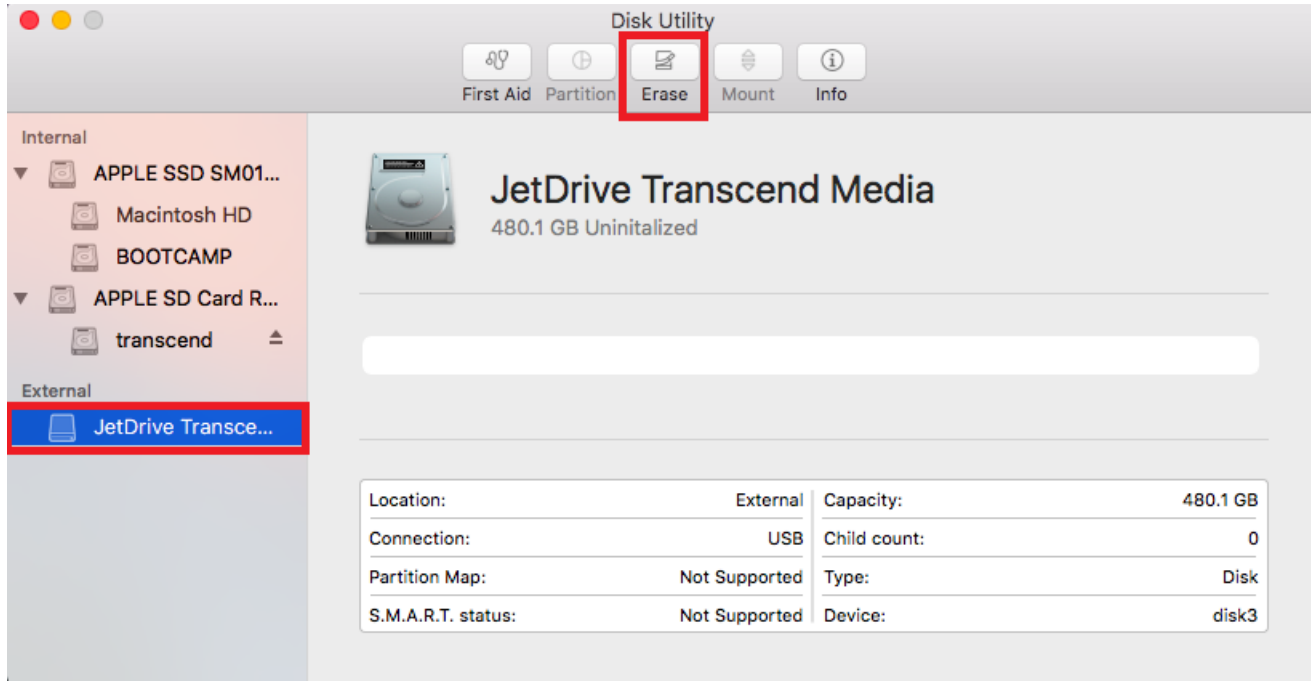 Disk Utility
First Aid Partition Erase Mount Info
Internal
APPLE SSD SM01...
Macintosh HD
BOOTCAMP
APPLE SD Card R...
transcend
External
JetDrive Transce...
JetDrive Transcend Media
480.1 GB Uninitalized
Location: External Capacity: 480.1 GB
Connection: USB Child count: 0
Partition Map: Not Supported Type: Disk
S.M.A.R.T. status: Not Supported Device: disk3